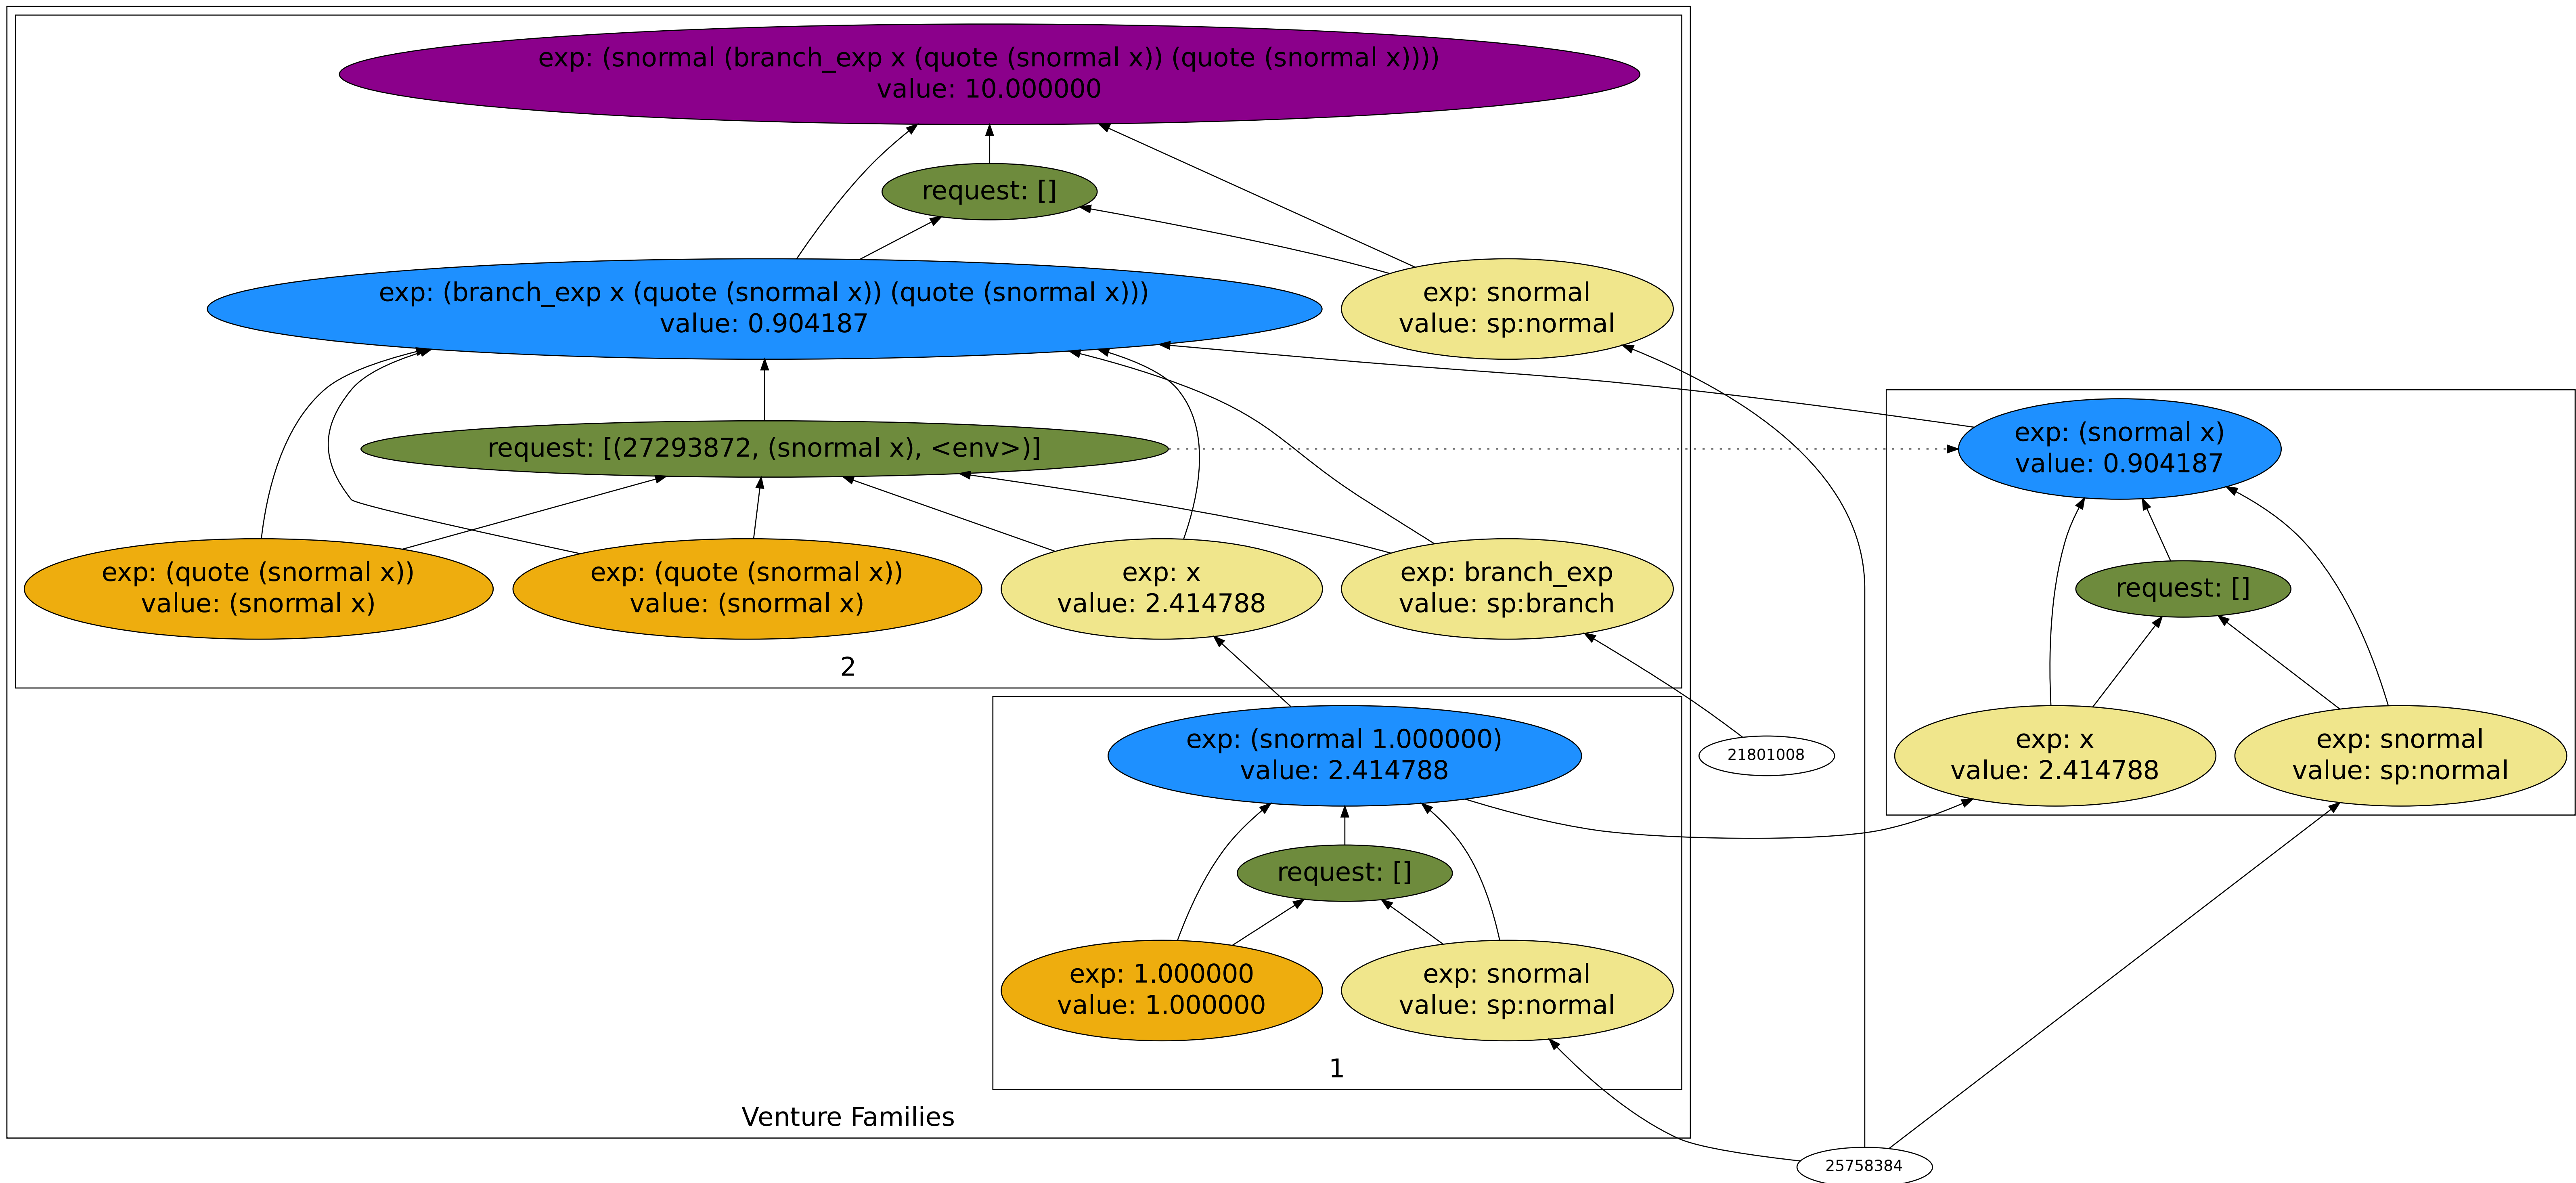 exp: (snormal (branch_exp x (quote (snormal x)) (quote (snormal x))))
value: 10.000000
request: []
exp: (branch_exp x (quote (snormal x)) (quote (snormal x)))
value: 0.904187
exp: snormal
value: sp:normal
request: [(27293872, (snormal x), <env>)]
exp: (snormal x)
value: 0.904187
exp: (quote (snormal x))
value: (snormal x)
exp: (quote (snormal x))
value: (snormal x)
exp: x
value: 2.414788
exp: branch_exp
value: sp:branch
request: []
2
exp: (snormal 1.000000)
value: 2.414788
21801008
exp: x
value: 2.414788
exp: snormal
value: sp:normal
request: []
exp: 1.000000
value: 1.000000
exp: snormal
value: sp:normal
1
Venture Families
25758384